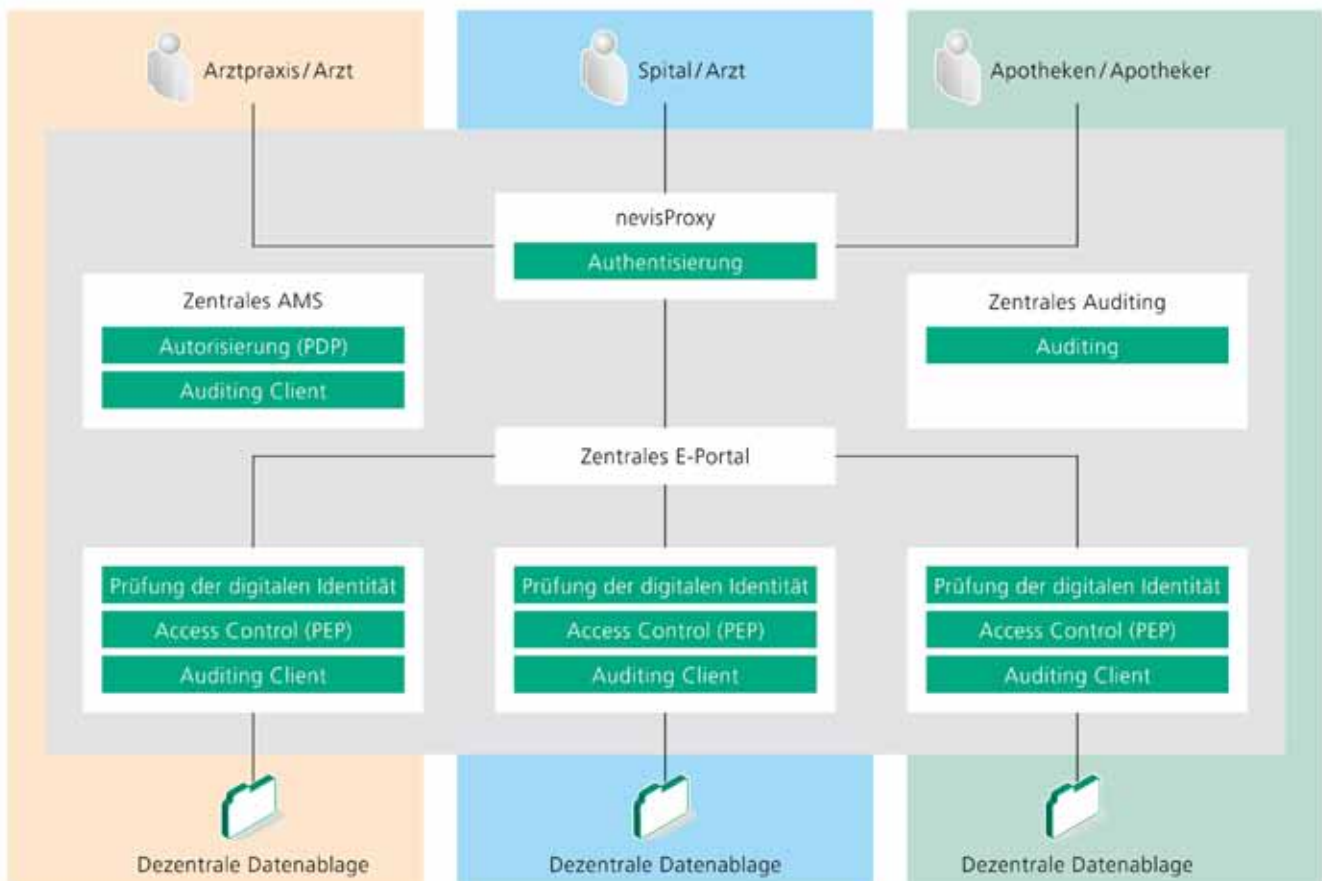 Arztpraxis/Arzt
Spital/Arzt
Apotheken/Apotheker
nevisProxy
Authentisierung
Zentrales AMS
Autorisierung (PDP)
Auditing Client
Zentrales Auditing
Auditing
Zentrales E-Portal
Prüfung der digitalen Identität
Access Control (PEP)
Auditing Client
Prüfung der digitalen Identität
Access Control (PEP)
Auditing Client
Prüfung der digitalen Identität
Access Control (PEP)
Auditing Client
Dezentrale Datenablage
Dezentrale Datenablage
Dezentrale Datenablage